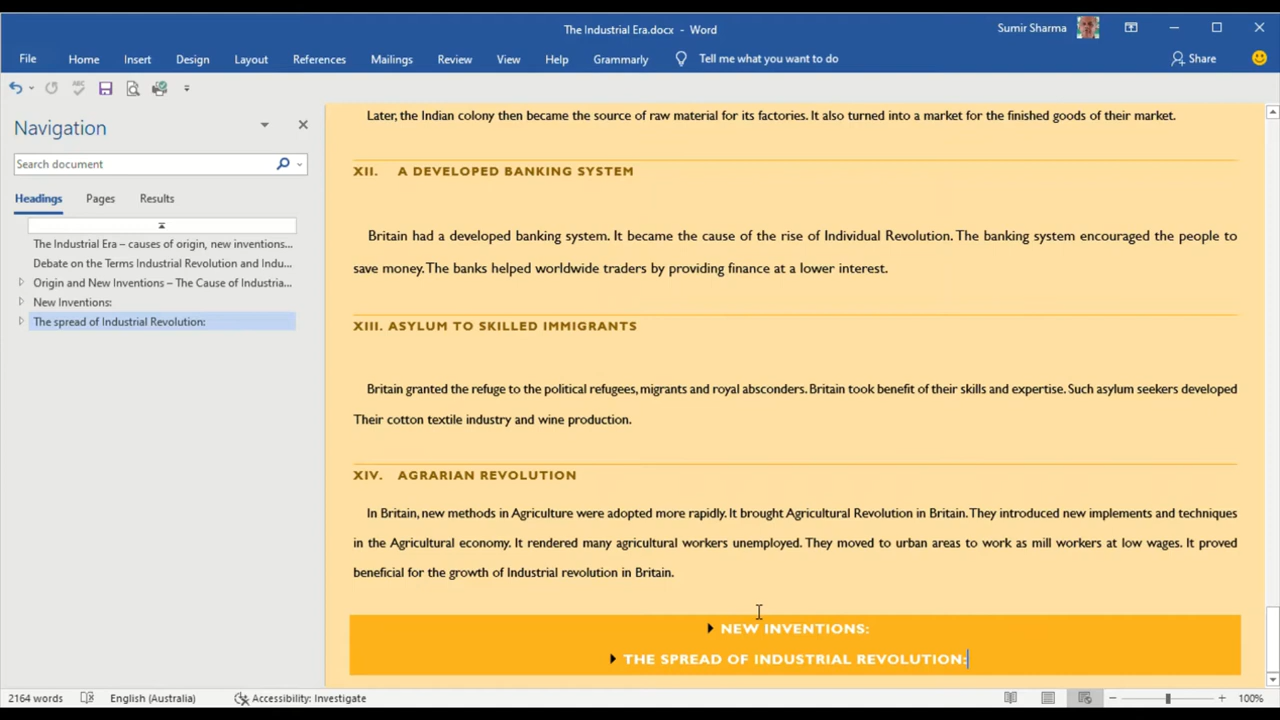 The Industrial Era.docx - Word
Sumir Sharma
File Home Insert Design Layout References Mailings Review View Help Grammarly Tell me what you want to do Share
ABC
Navigation
Search document
Headings Pages Results
The Industrial Era – causes of origin, new inventions...
Debate on the Terms Industrial Revolution and Indu...
Origin and New Inventions – The Cause of Industria...
New Inventions:
The spread of Industrial Revolution:
Later, the Indian colony then became the source of raw material for its factories. It also turned into a market for the finished goods of their market.
XII. A DEVELOPED BANKING SYSTEM
Britain had a developed banking system. It became the cause of the rise of Individual Revolution. The banking system encouraged the people to
save money. The banks helped worldwide traders by providing finance at a lower interest.
XIII. ASYLUM TO SKILLED IMMIGRANTS
Britain granted the refuge to the political refugees, migrants and royal absconders. Britain took benefit of their skills and expertise. Such asylum seekers developed
Their cotton textile industry and wine production.
XIV. AGRARIAN REVOLUTION
In Britain, new methods in Agriculture were adopted more rapidly. It brought Agricultural Revolution in Britain. They introduced new implements and techniques
in the Agricultural economy. It rendered many agricultural workers unemployed. They moved to urban areas to work as mill workers at low wages. It proved
beneficial for the growth of Industrial revolution in Britain.
NEW INVENTIONS:
THE SPREAD OF INDUSTRIAL REVOLUTION:
2164 words English (Australia) Accessibility: Investigate 100%